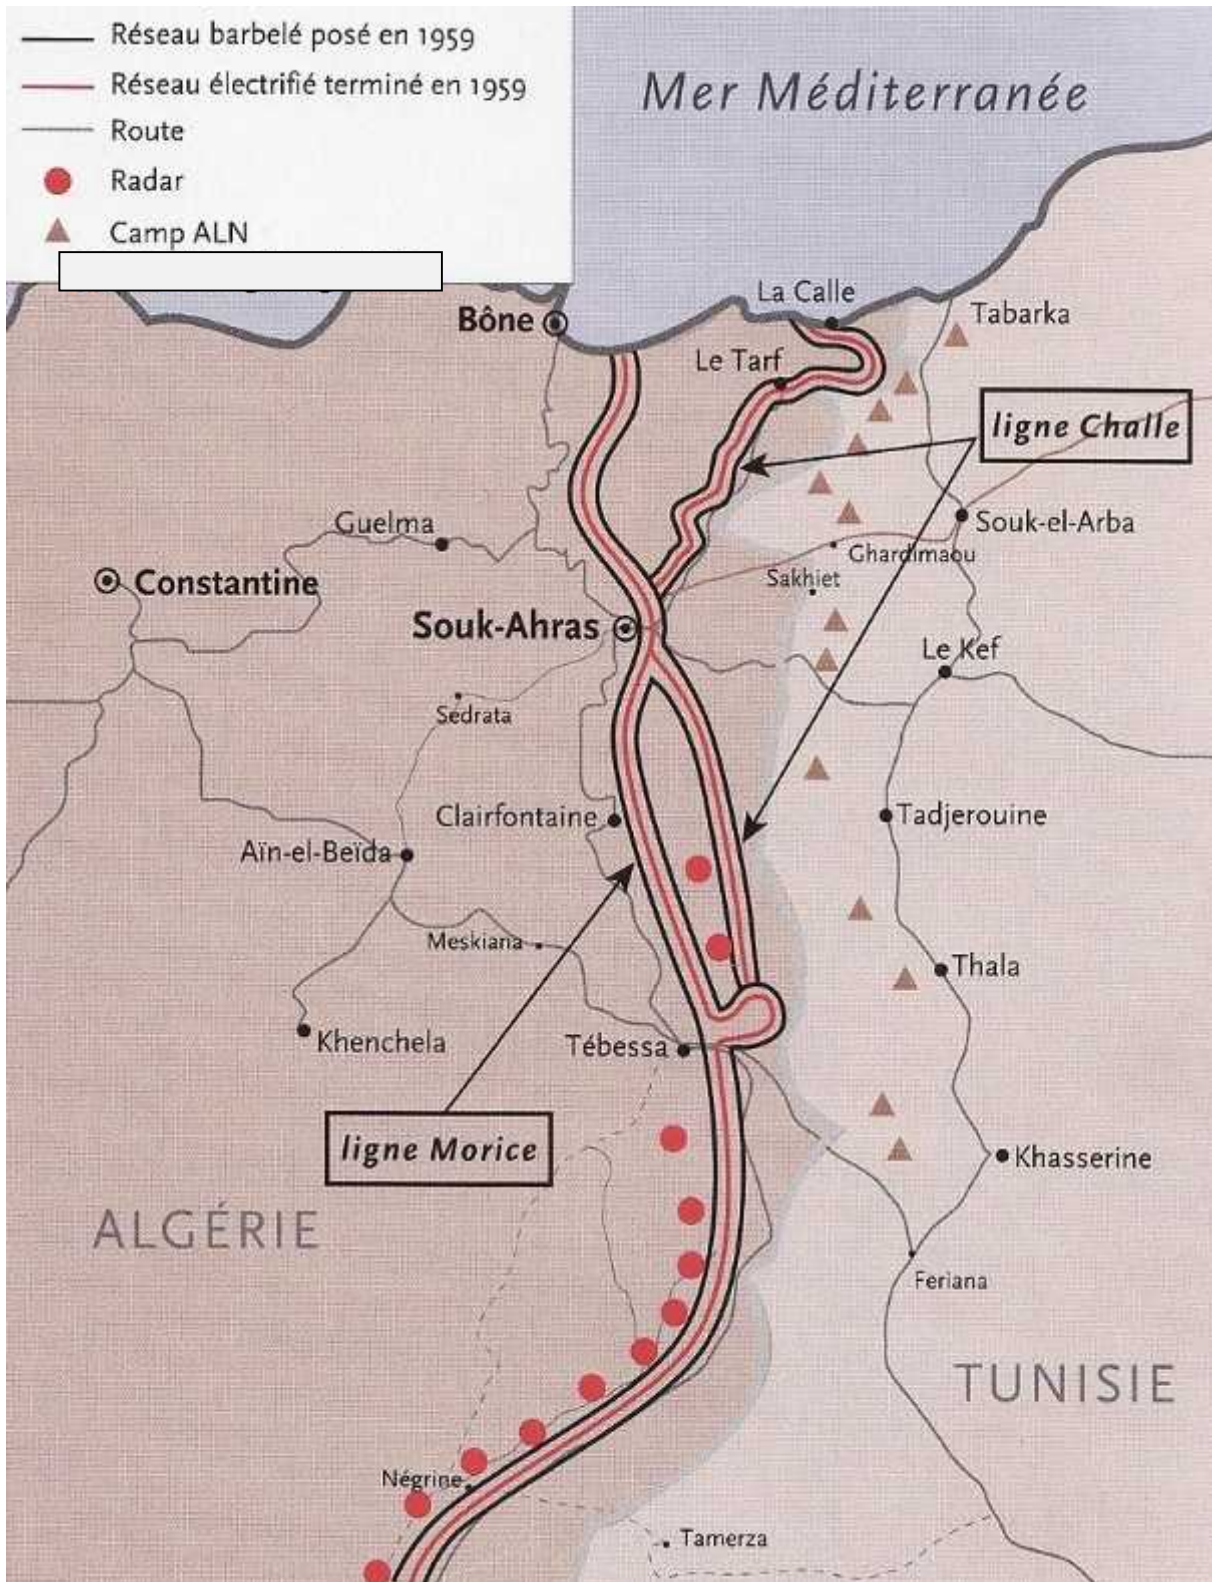 Réseau barbelé posé en 1959
Réseau électrifié terminé en 1959
Route
Radar
Camp ALN
Mer Méditerranée
La Calle
Bône
Tabarka
Le Tarf
ligne Challe
Guelma
Souk-el-Arba
Ghardimaou
Constantine
Sakhiet
Souk-Ahras
Le Kef
Sedrata
Clairfontaine
Tadjerouine
Aïn-el-Beïda
Meskiana
Thala
Khenchela
Tébessa
ligne Morice
Khasserine
ALGÉRIE
Feriana
TUNISIE
Négrine
Tamerza